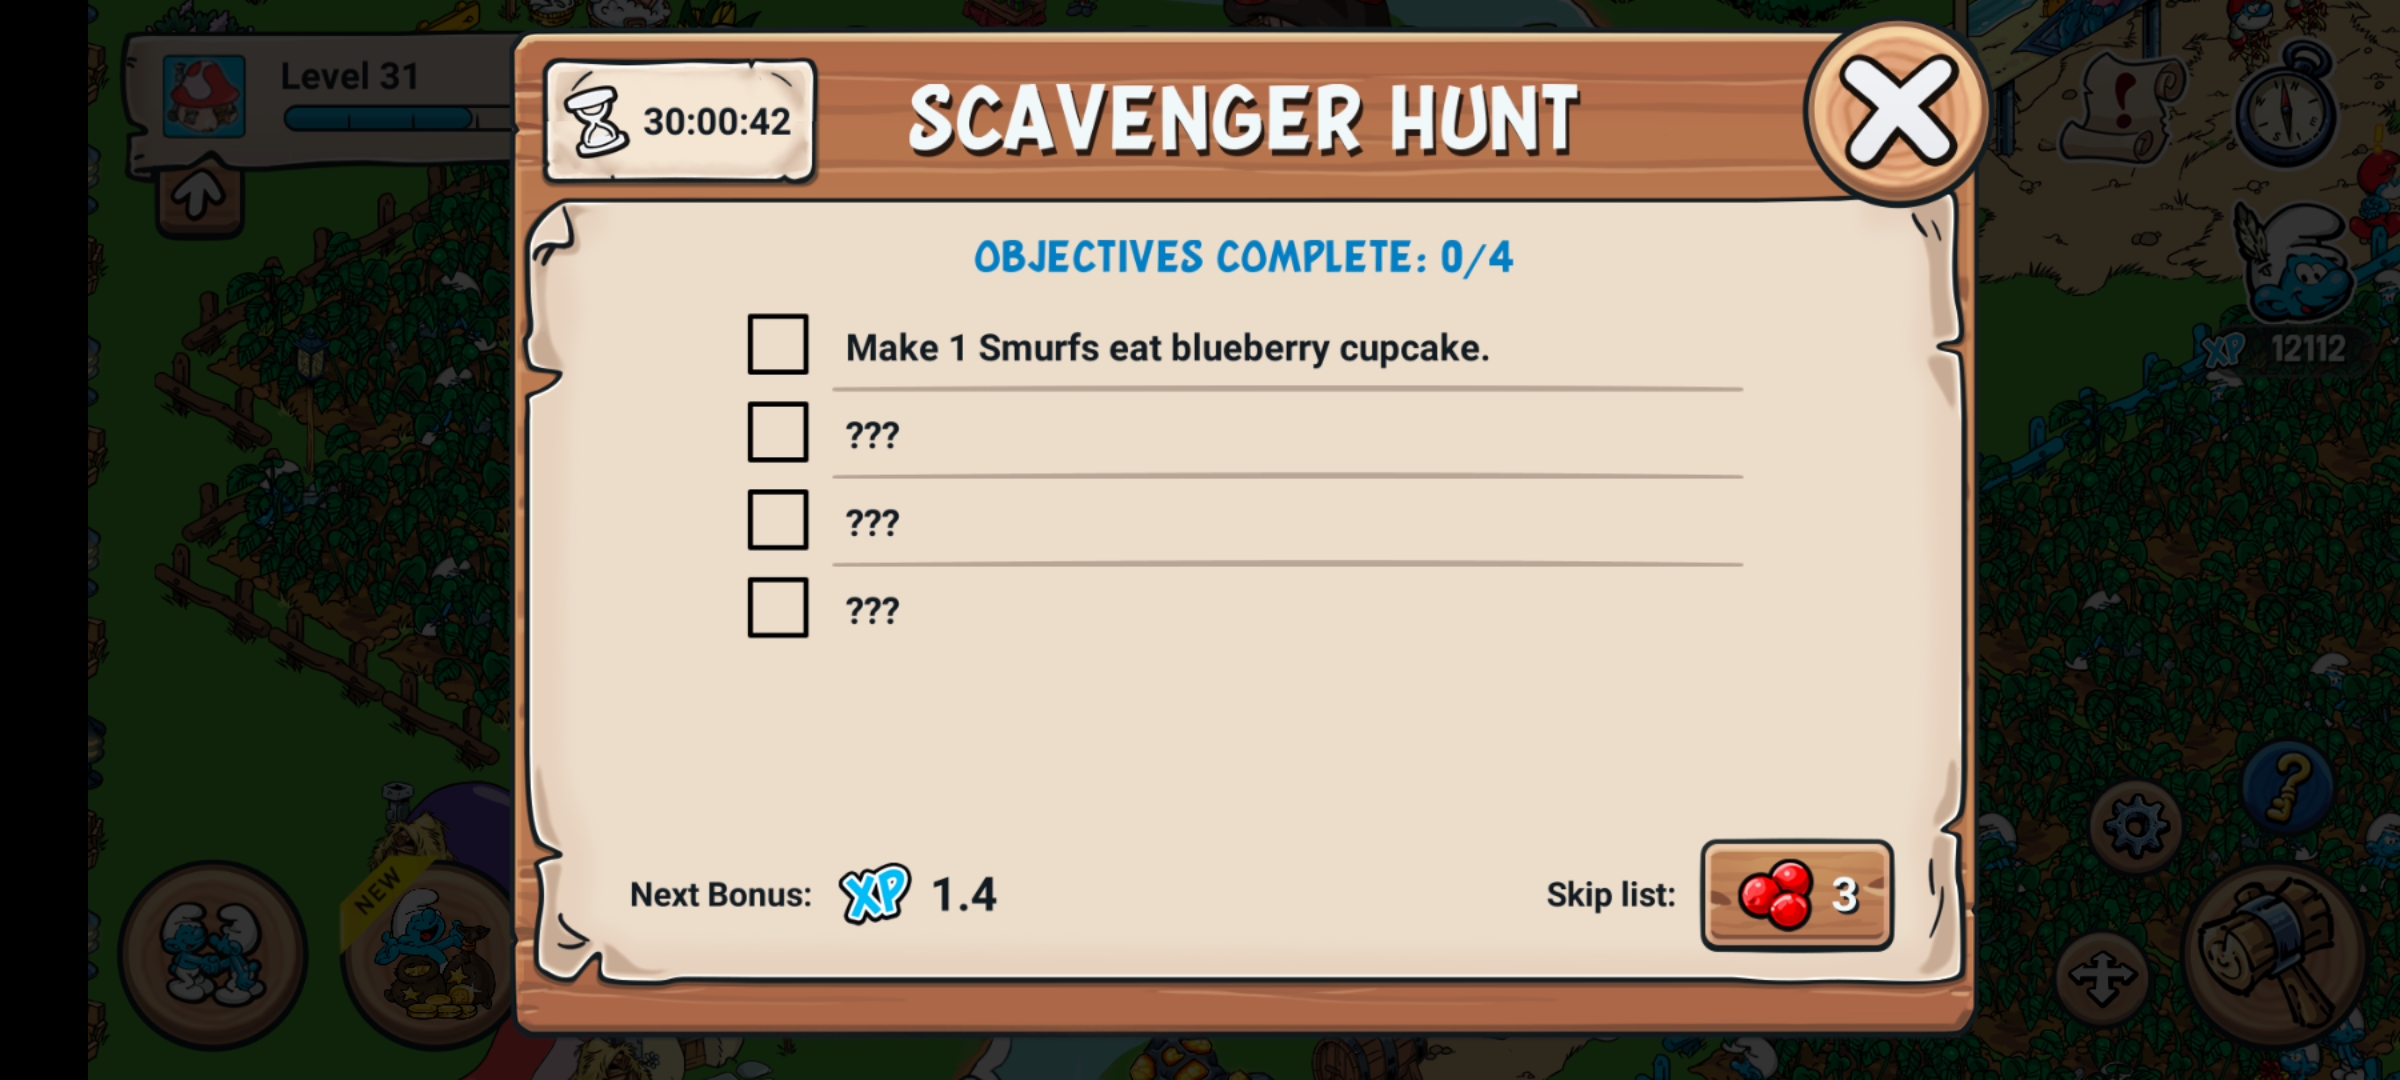 Level 31
30:00:42
SCAVENGER HUNT
OBJECTIVES COMPLETE: 0/4
Make 1 Smurfs eat blueberry cupcake.
???
???
???
XP 12112
NEW
Next Bonus: XP 1.4
Skip list: 3